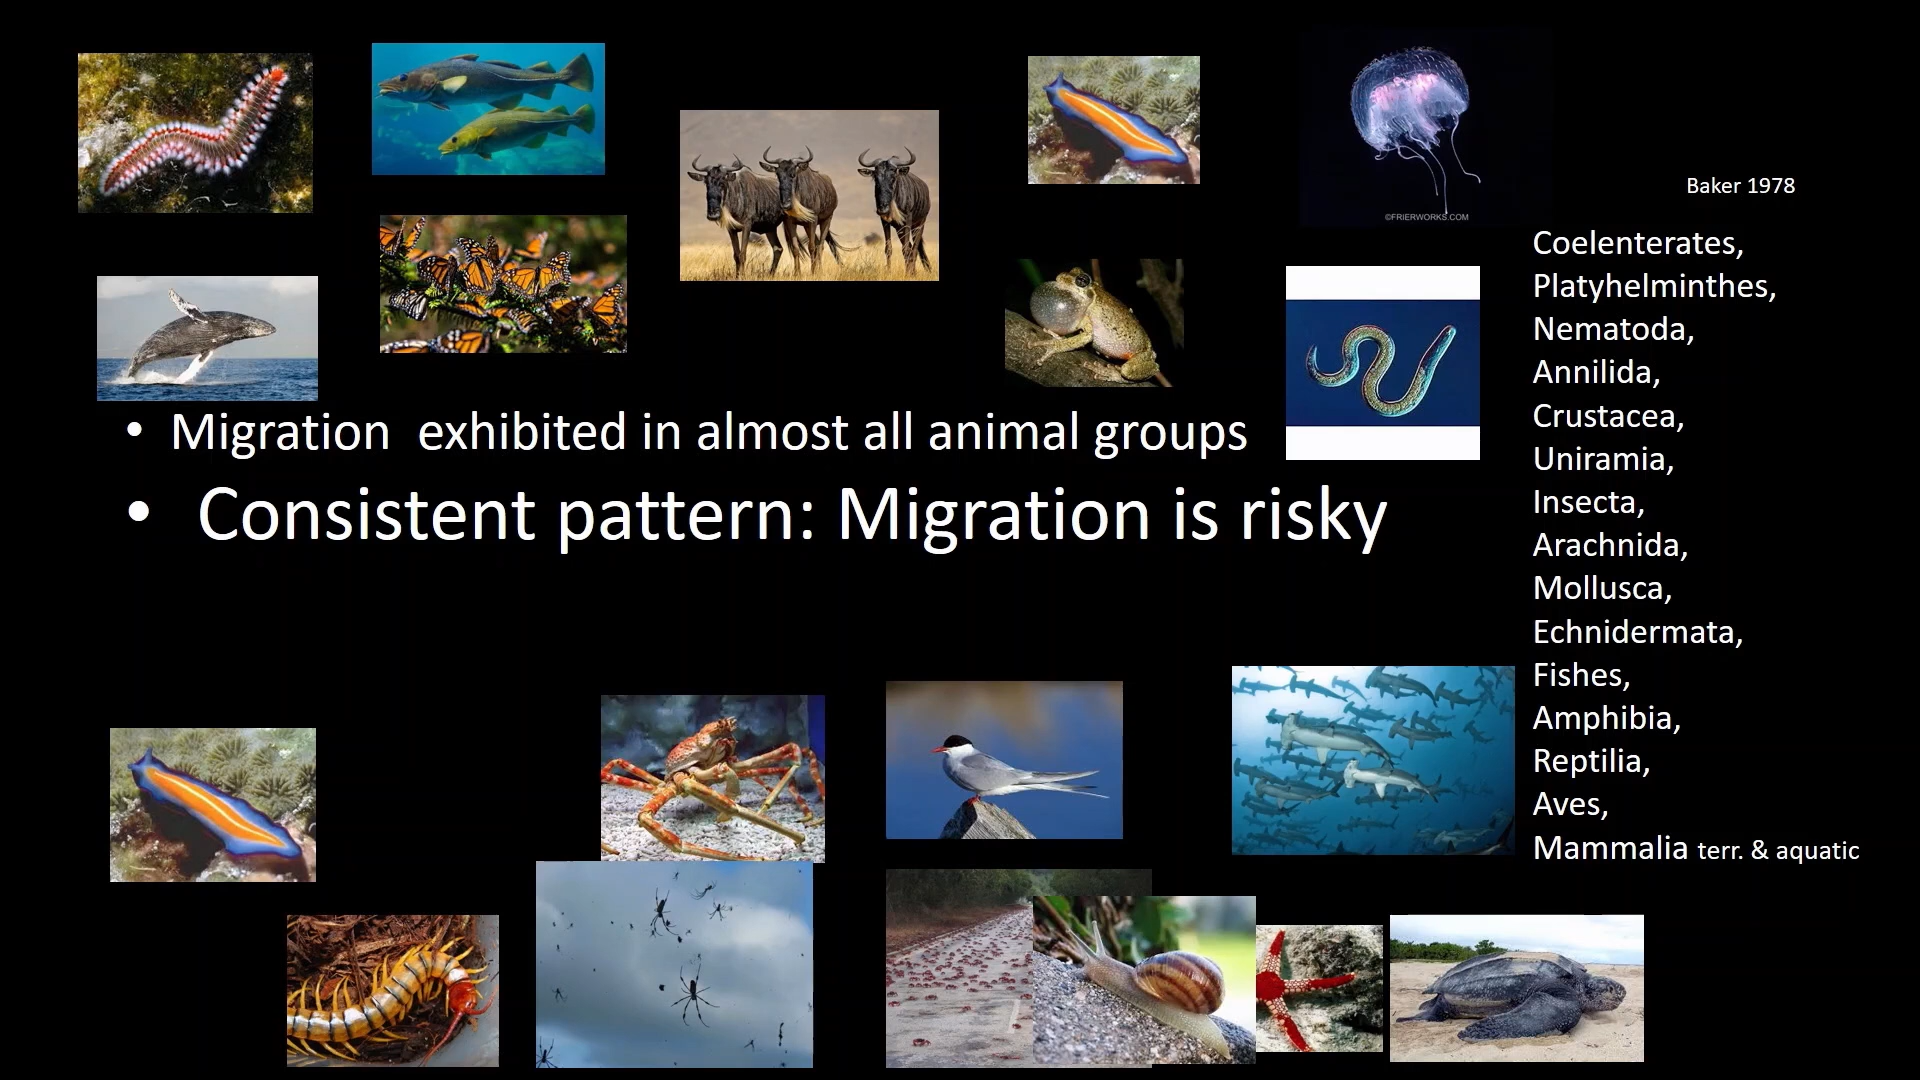 ©FRIERWORKS.COM
Baker 1978
• Migration  exhibited in almost all animal groups
• Consistent pattern: Migration is risky
Coelenterates,
Platyhelminthes,
Nematoda,
Annilida,
Crustacea,
Uniramia,
Insecta,
Arachnida,
Mollusca,
Echnidermata,
Fishes,
Amphibia,
Reptilia,
Aves,
Mammalia terr. & aquatic